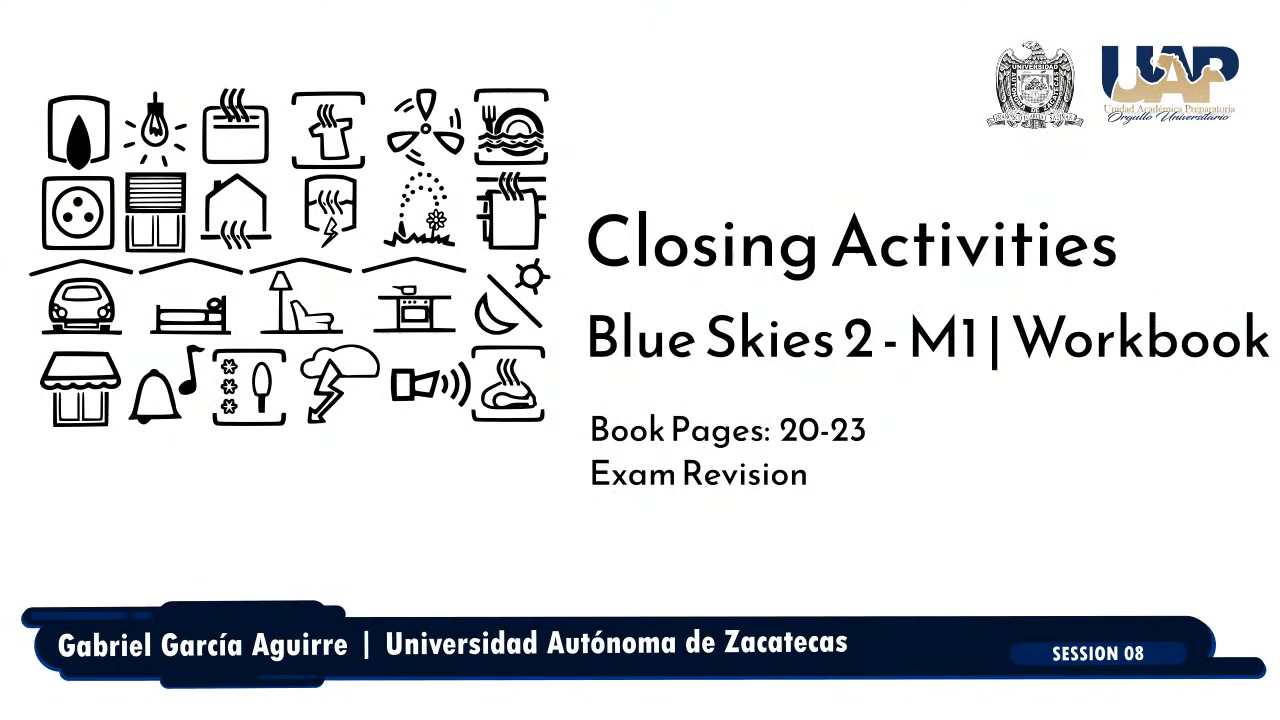 UAP
Unidad Académica Preparatoria
Orgullo Universitario
Closing Activities
Blue Skies 2 - M1 | Workbook
Book Pages: 20-23
Exam Revision
Gabriel García Aguirre | Universidad Autónoma de Zacatecas
SESSION 08